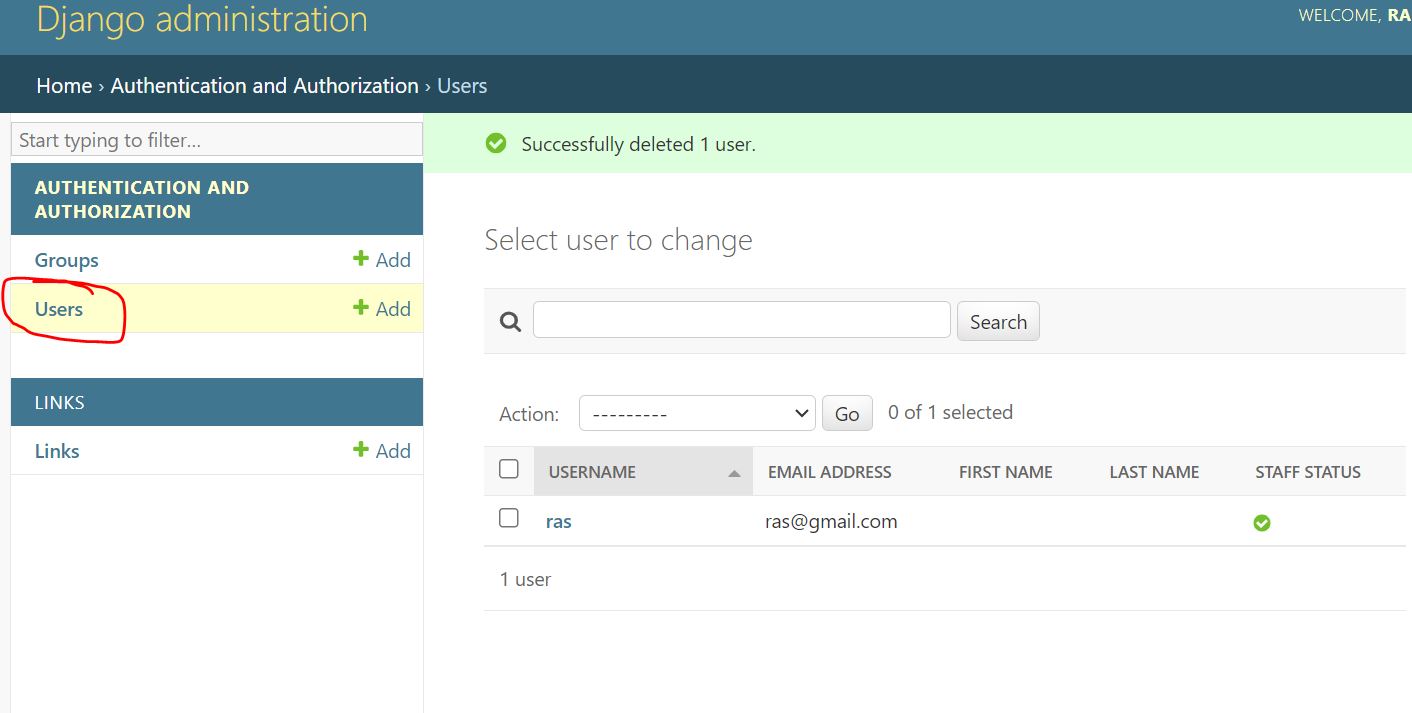 Django administration
WELCOME, RA
Home › Authentication and Authorization › Users
Start typing to filter...
AUTHENTICATION AND
AUTHORIZATION
Groups + Add
Users + Add
LINKS
Links + Add
Successfully deleted 1 user.
Select user to change
Search
Action: --------- Go 0 of 1 selected
USERNAME EMAIL ADDRESS FIRST NAME LAST NAME STAFF STATUS
ras ras@gmail.com
1 user